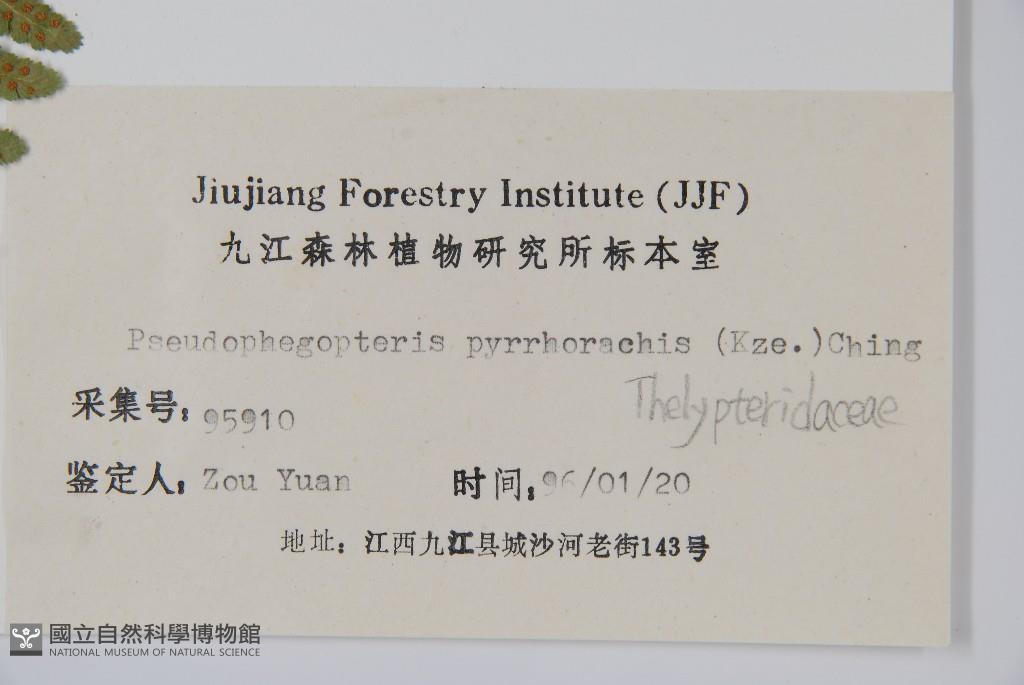 Jiujiang Forestry Institute (JJF)
九江森林植物研究所标本室
Pseudophegopteris pyrrhorachis (Kze.)Ching
Thelypteridaceae
采集号: 95910
鉴定人: Zou Yuan 时间: 96/01/20
地址: 江西九江县城沙河老街143号
國立自然科學博物館
NATIONAL MUSEUM OF NATURAL SCIENCE